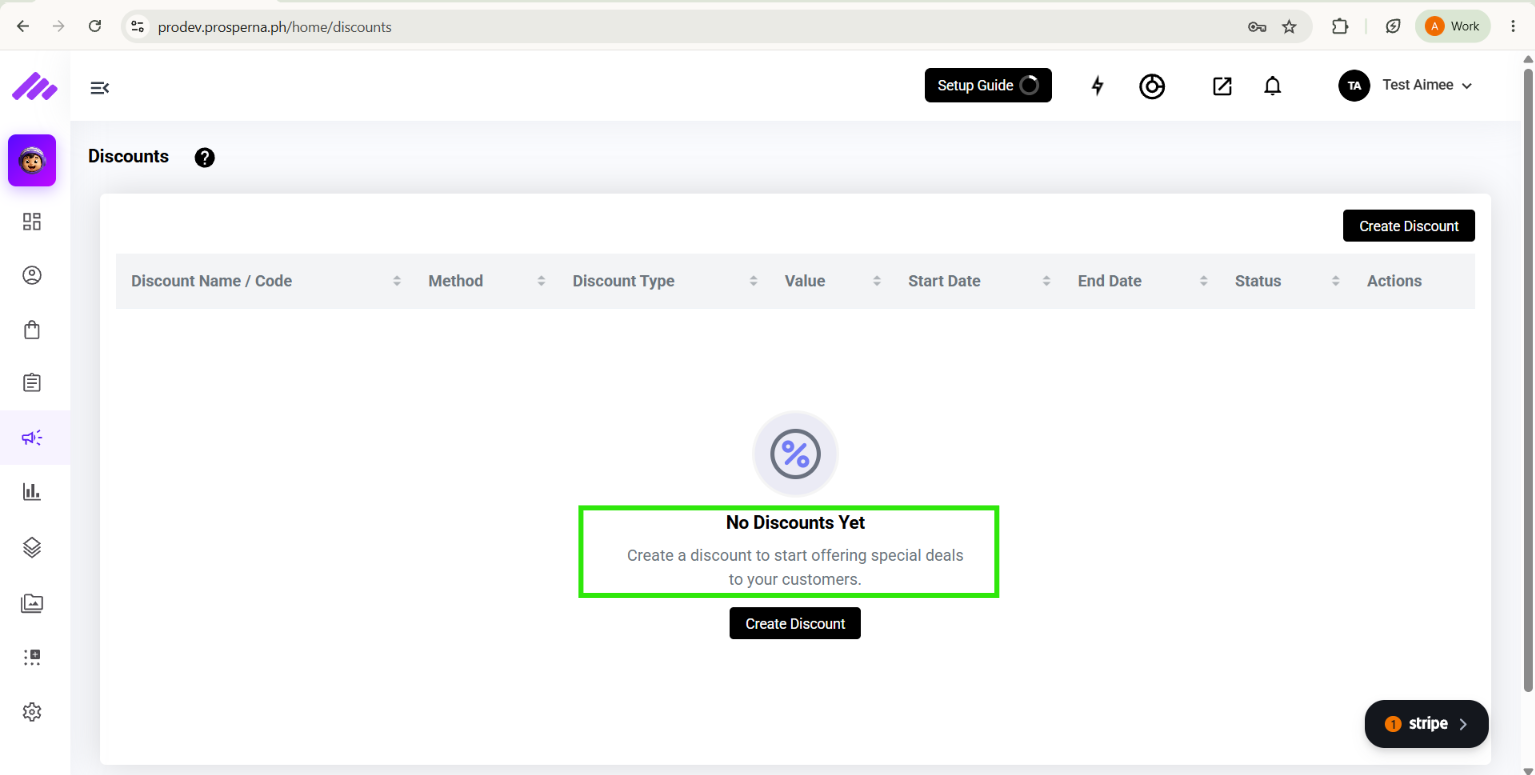 prodev.prosperna.ph/home/discounts
A Work
Setup Guide
TA Test Aimee
Discounts ?
Create Discount
Discount Name / Code Method Discount Type Value Start Date End Date Status Actions
%
No Discounts Yet
Create a discount to start offering special deals
to your customers.
Create Discount
1 stripe